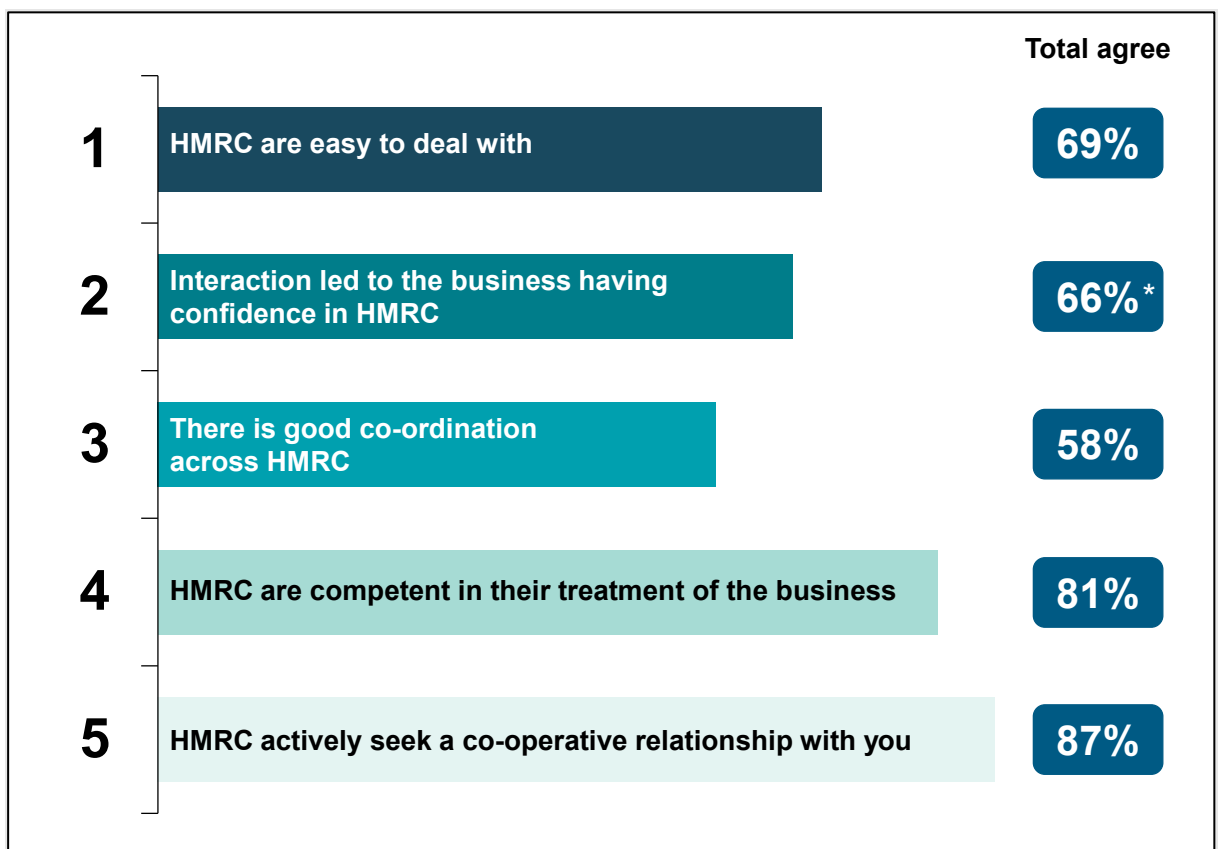 Total agree
1
HMRC are easy to deal with
69%
2
Interaction led to the business having
confidence in HMRC
66%*
3
There is good co-ordination
across HMRC
58%
4
HMRC are competent in their treatment of the business
81%
5
HMRC actively seek a co-operative relationship with you
87%